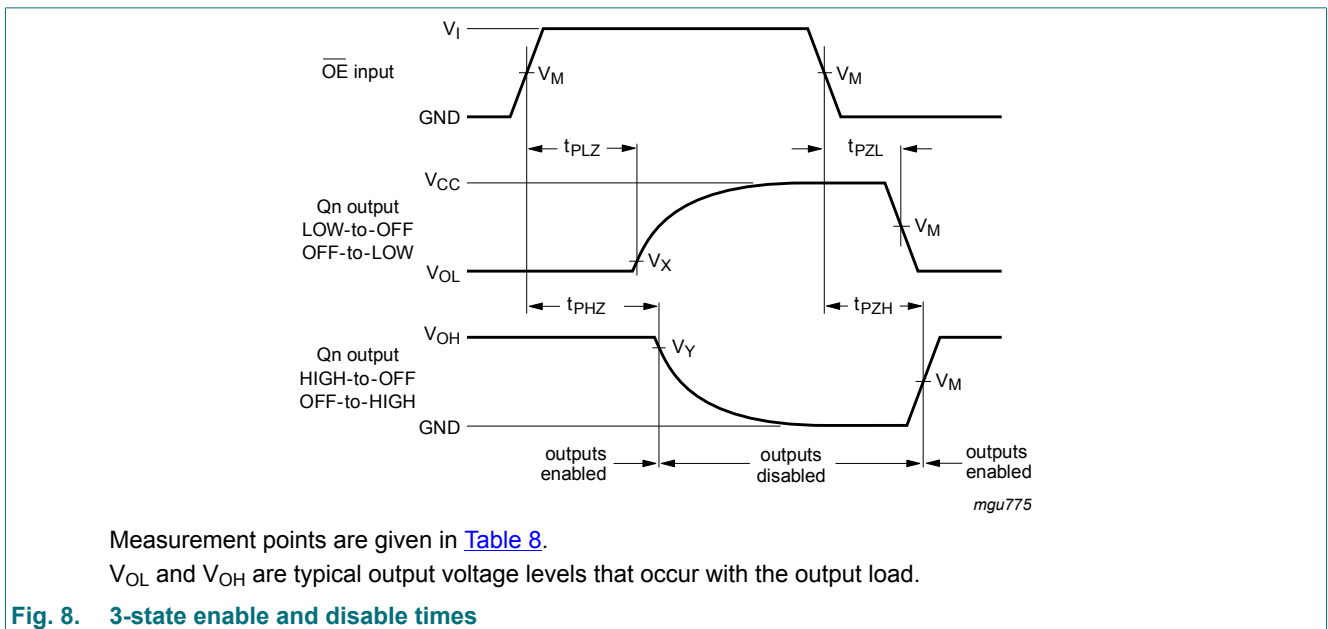 V_I
OE̅ input
V_M
V_M
GND
t_PLZ
t_PZL
V_CC
Qn output
LOW-to-OFF
OFF-to-LOW
V_M
V_X
V_OL
t_PHZ
t_PZH
V_OH
V_Y
Qn output
HIGH-to-OFF
OFF-to-HIGH
V_M
GND
outputs
enabled
outputs
disabled
outputs
enabled
mgu775
Measurement points are given in Table 8.
V_OL and V_OH are typical output voltage levels that occur with the output load.
Fig. 8. 3-state enable and disable times